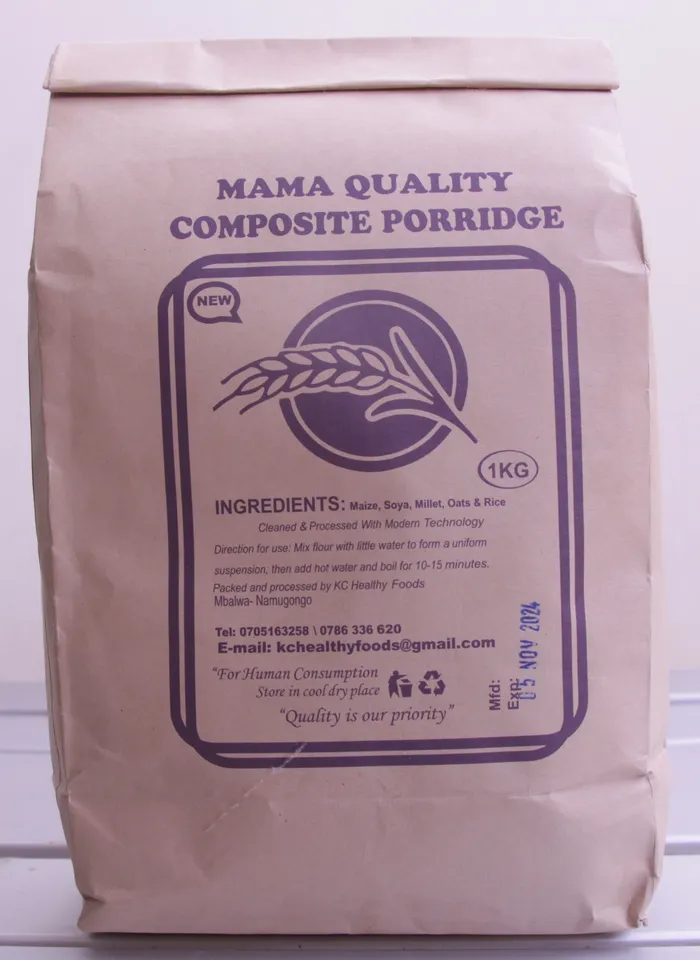 MAMA QUALITY
COMPOSITE PORRIDGE
NEW
1KG
INGREDIENTS: Maize, Soya, Millet, Oats & Rice
Cleaned & Processed With Modern Technology
Direction for use: Mix flour with little water to form a uniform
suspension, then add hot water and boil for 10-15 minutes.
Packed and processed by KC Healthy Foods
Mbalwa- Namugongo
Tel: 0705163258 \ 0786 336 620
E-mail: kchealthyfoods@gmail.com
"For Human Consumption
Store in cool dry place
"Quality is our priority"
Mfd:
Exp:
05 NOV 2024